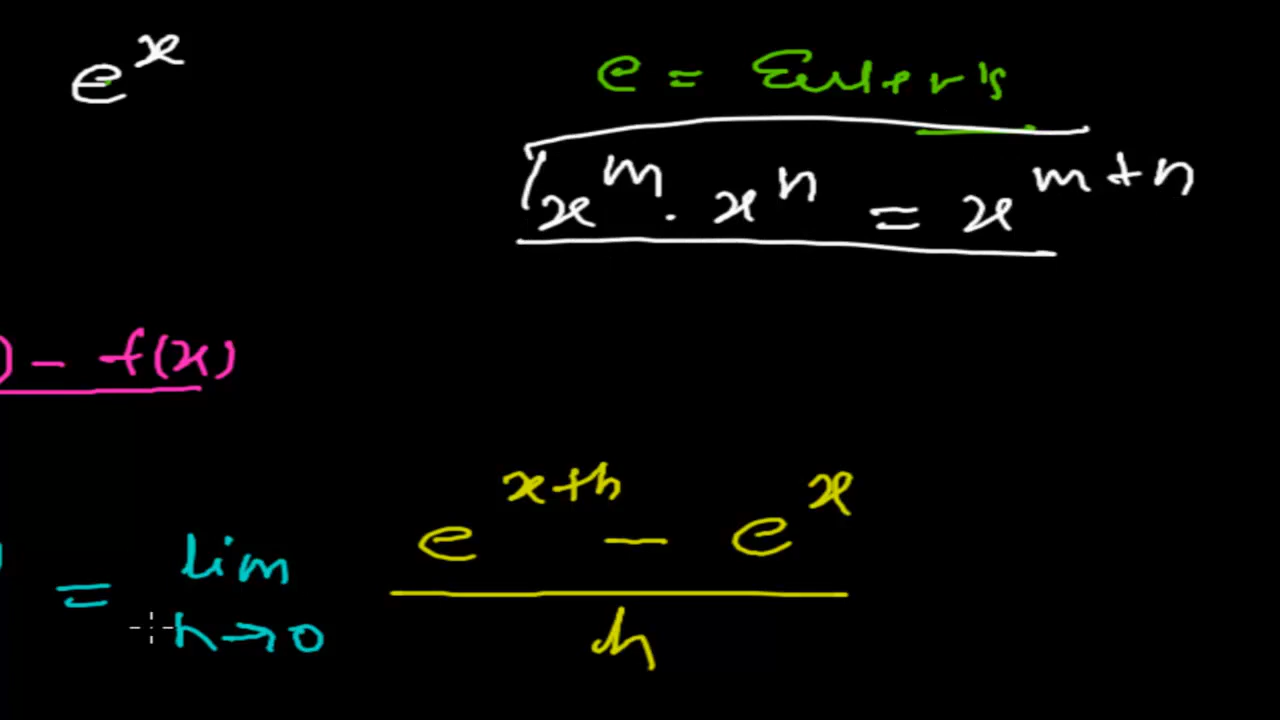 e^x
e = Euler's
x^m · x^n = x^{m+n}
) - f(x)
= lim h→0 (e^{x+h} - e^x) / h